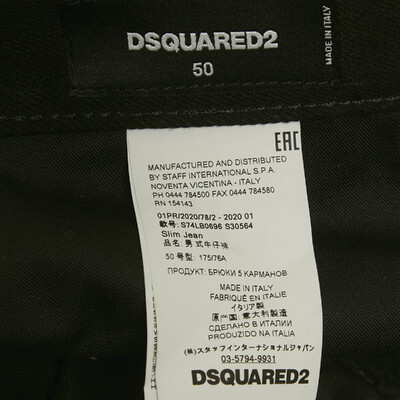 DSQUARED2
50
MADE IN ITALY
EAC
MANUFACTURED AND DISTRIBUTED
BY STAFF INTERNATIONAL S.P.A.
NOVENTA VICENTINA - ITALY
PH 0444 784500 FAX 0444 784580
RN 154143
01PR/2020/78/2 - 2020 01
款号: S74LB0696 S30564
Slim Jean
品名: 男式牛仔裤
50 号型: 175/76A
ПРОДУКТ: БРЮКИ 5 КАРМАНОВ
MADE IN ITALY
FABRIQUÉ EN ITALIE
イタリア製
原产国: 意大利製造
СДЕЛАНО В ИТАЛИИ
PRODUZIDO NA ITALIA
(株)スタッフインターナショナルジャパン
03-5794-9931
DSQUARED2